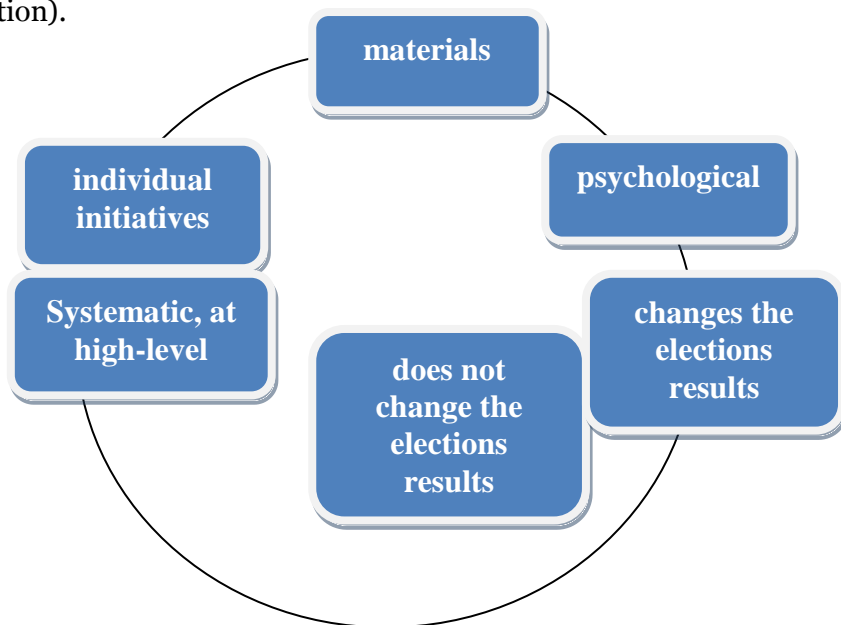 tion).
materials
individual
initiatives
psychological
Systematic, at
high-level
changes the
elections
results
does not
change the
elections
results